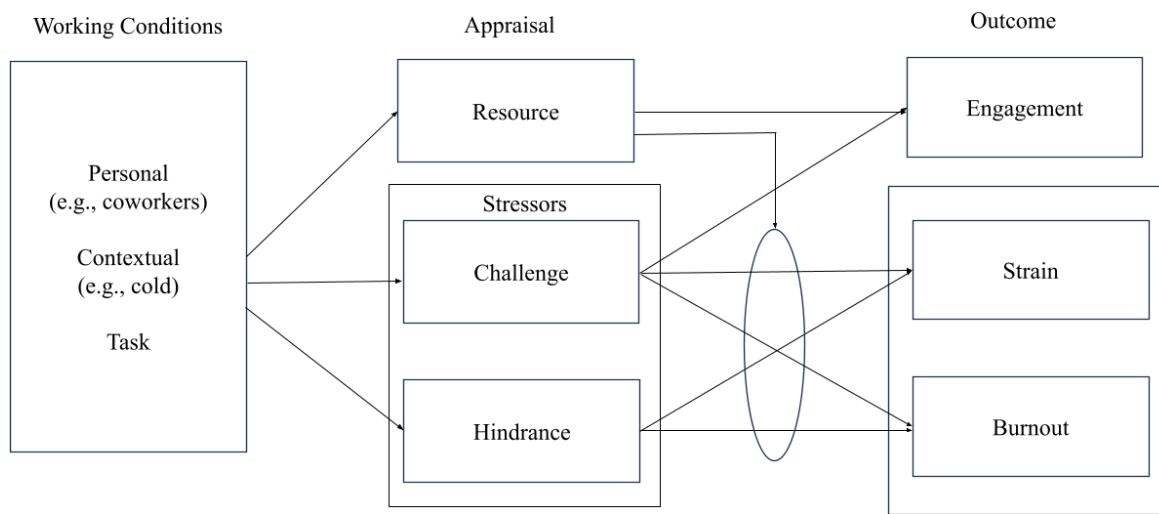 Working Conditions
Appraisal
Outcome
Personal
(e.g., coworkers)
Contextual
(e.g., cold)
Task
Resource
Stressors
Challenge
Hindrance
Engagement
Strain
Burnout